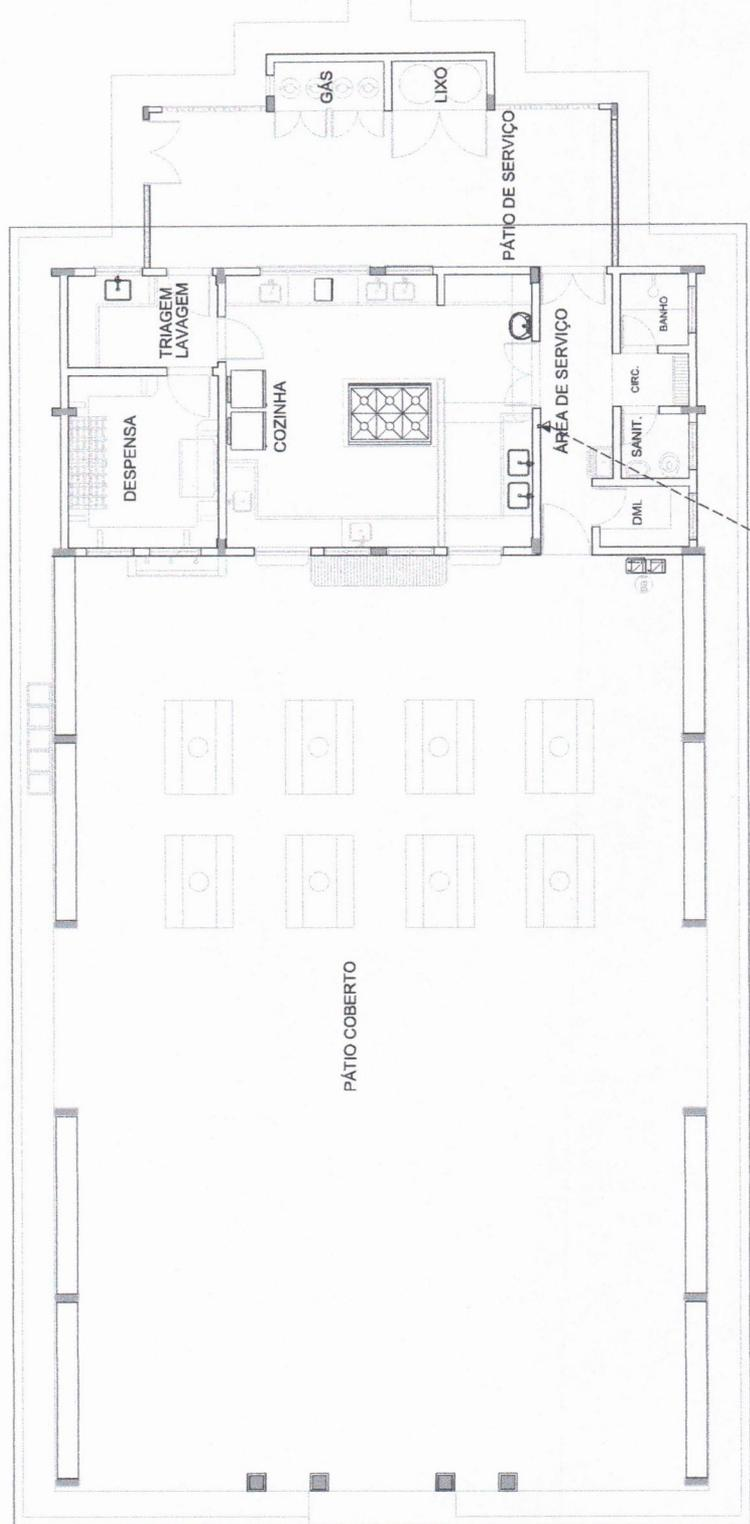 GÁS
LIXO
PÁTIO DE SERVIÇO
TRIAGEM
LAVAGEM
DESPENSA
COZINHA
ÁREA DE SERVIÇO
BANHO
CIRC.
SANIT.
DML
PÁTIO COBERTO